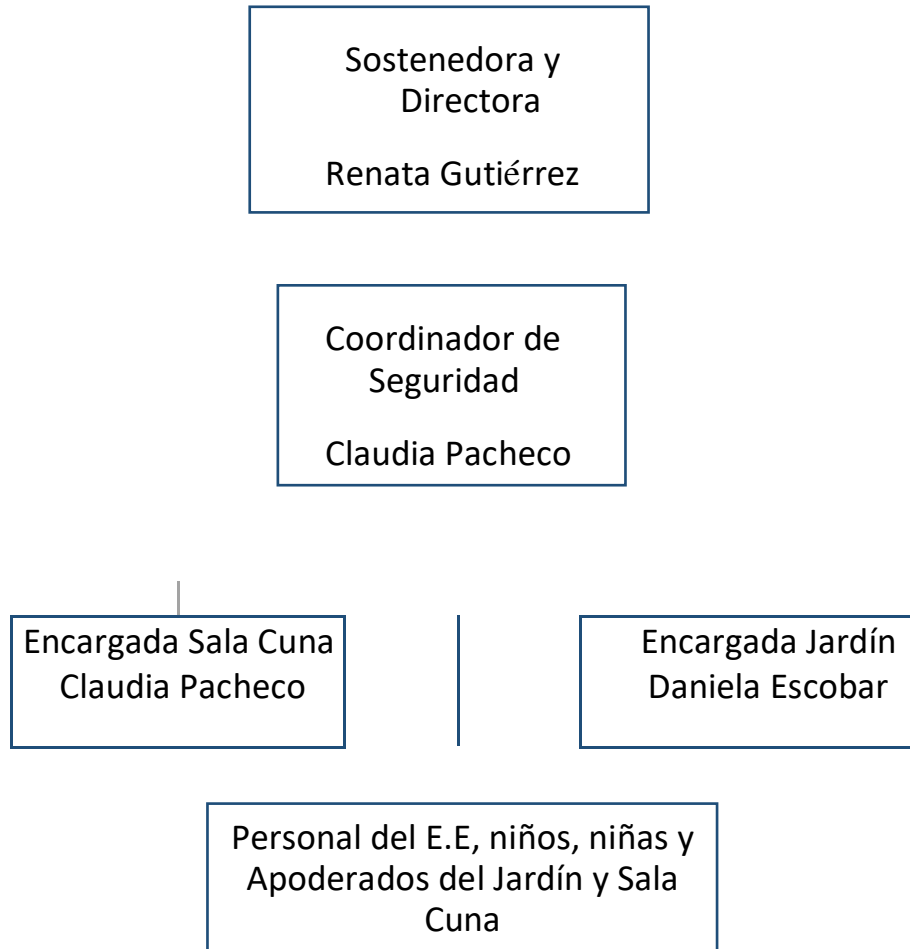 Sostenedora y
Directora
Renata Gutiérrez
Coordinador de
Seguridad
Claudia Pacheco
Encargada Sala Cuna
Claudia Pacheco
Encargada Jardín
Daniela Escobar
Personal del E.E, niños, niñas y
Apoderados del Jardín y Sala
Cuna